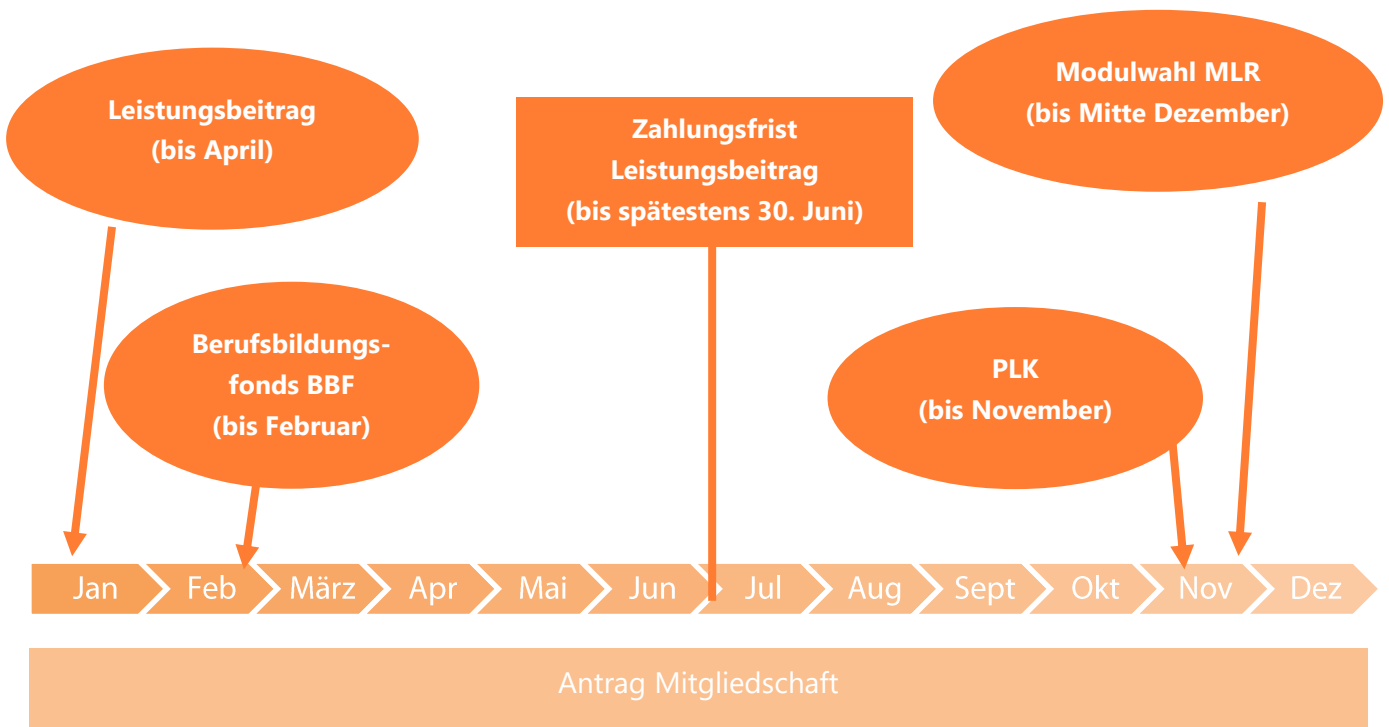 Leistungsbeitrag
(bis April)
Berufsbildungs-
fonds BBF
(bis Februar)
Zahlungsfrist
Leistungsbeitrag
(bis spätestens 30. Juni)
Modulwahl MLR
(bis Mitte Dezember)
PLK
(bis November)
Jan Feb März Apr Mai Jun Jul Aug Sept Okt Nov Dez
Antrag Mitgliedschaft